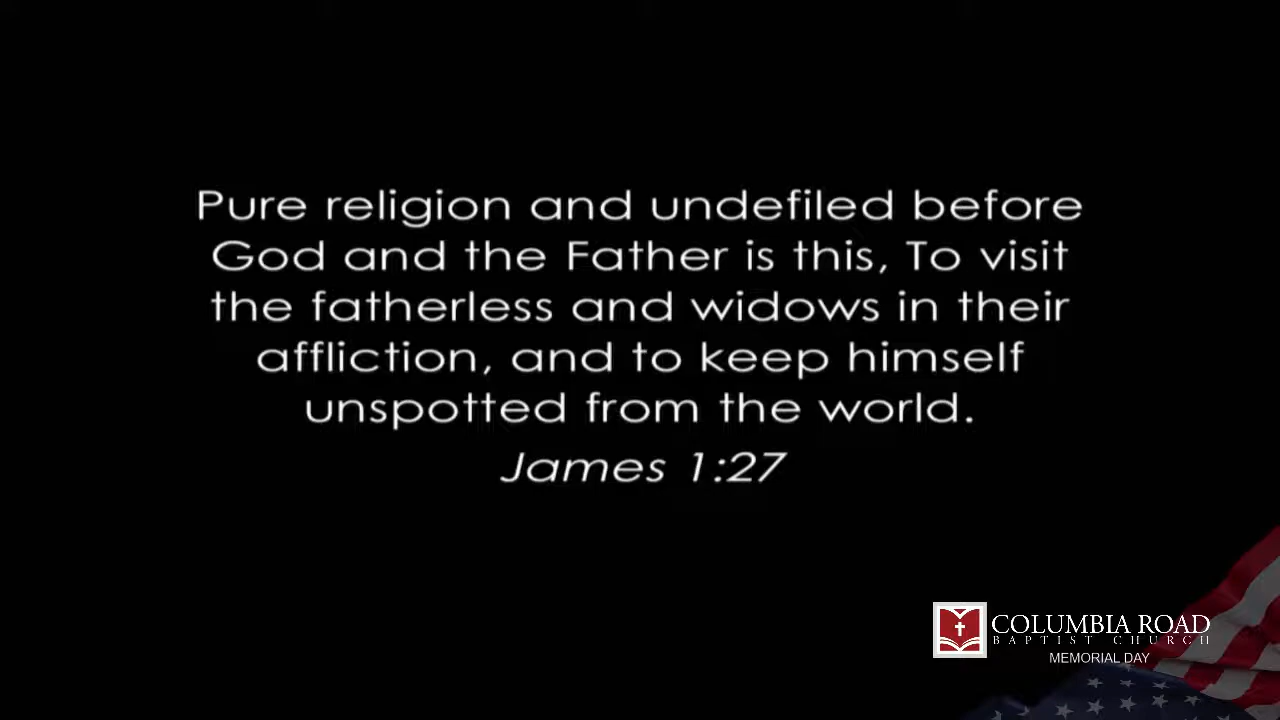 Pure religion and undefiled before
God and the Father is this, To visit
the fatherless and widows in their
affliction, and to keep himself
unspotted from the world.
James 1:27
COLUMBIA ROAD
BAPTIST CHURCH
MEMORIAL DAY